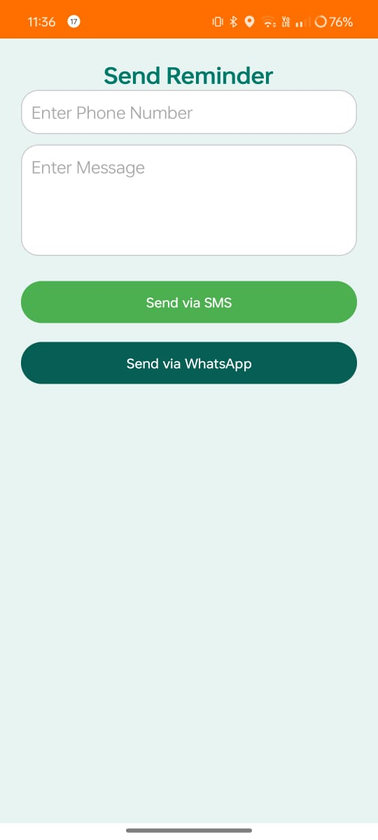 11:36 17 76%
Send Reminder
Enter Phone Number
Enter Message
Send via SMS
Send via WhatsApp